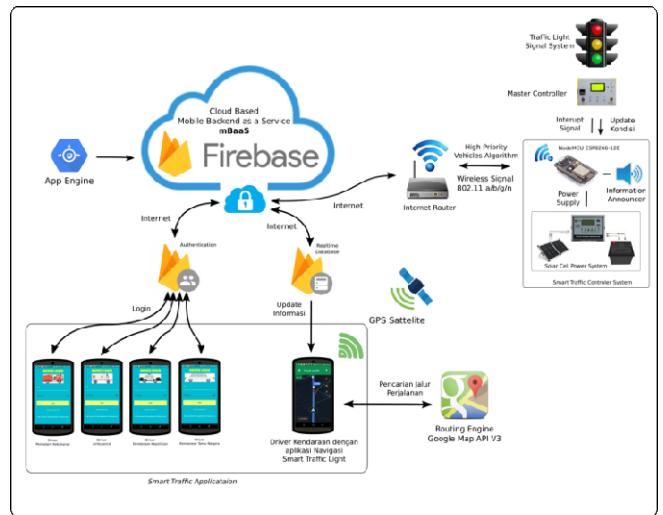 Traffic Light
Signal System
Master Controller
Interupt
Signal
Update
Kondisi
Cloud Based
Mobile Backend as a Service
mBaaS
Firebase
App Engine
High Priority
Vehicles Algorithm
Wireless Signal
802.11 a/b/g/n
Internet Router
NodeMCU ESP8266-12E
Power
Supply
Information
Announcer
Solar Cell Power System
Smart Traffic Controler System
Internet
Internet
Internet
Authentication
Realtime
Database
Login
Update
Informasi
GPS Sattelite
Driver Kendaraan dengan
aplikasi Navigasi
Smart Traffic Light
Pencarian Jalur
Perjalanan
Routing Engine
Google Map API V3
Smart Traffic Applicataion